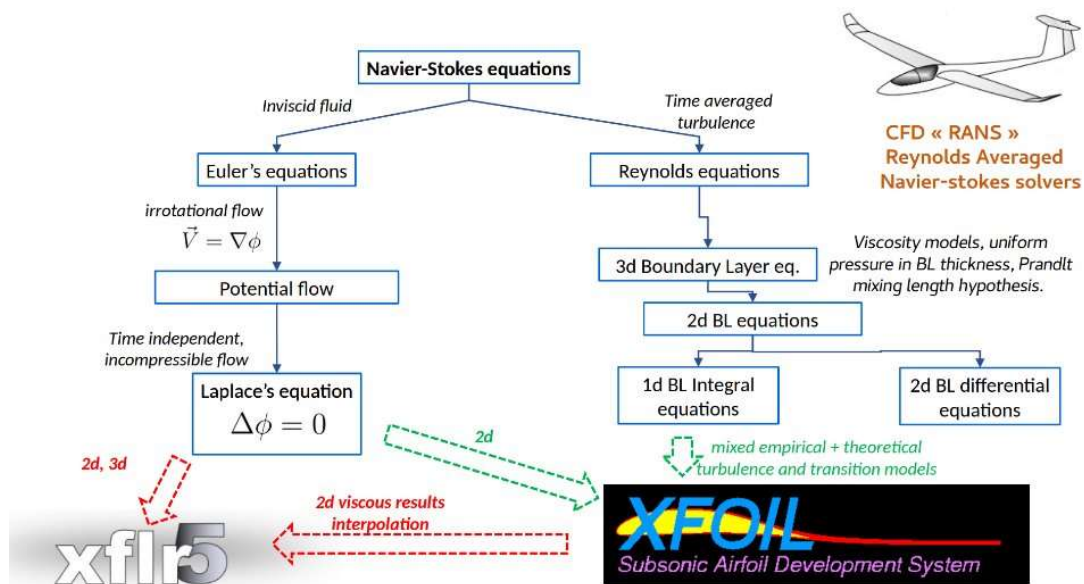 Navier-Stokes equations
Inviscid fluid
Time averaged
turbulence
CFD « RANS »
Reynolds Averaged
Navier-stokes solvers
Euler's equations
Reynolds equations
irrotational flow
V⃗ = ∇ϕ
3d Boundary Layer eq.
Viscosity models, uniform
pressure in BL thickness, Prandlt
mixing length hypothesis.
Potential flow
2d BL equations
Time independent,
incompressible flow
Laplace's equation
Δϕ = 0
1d BL Integral
equations
2d BL differential
equations
2d
mixed empirical + theoretical
turbulence and transition models
2d, 3d
2d viscous results
interpolation
xflr5
XFOIL
Subsonic Airfoil Development System